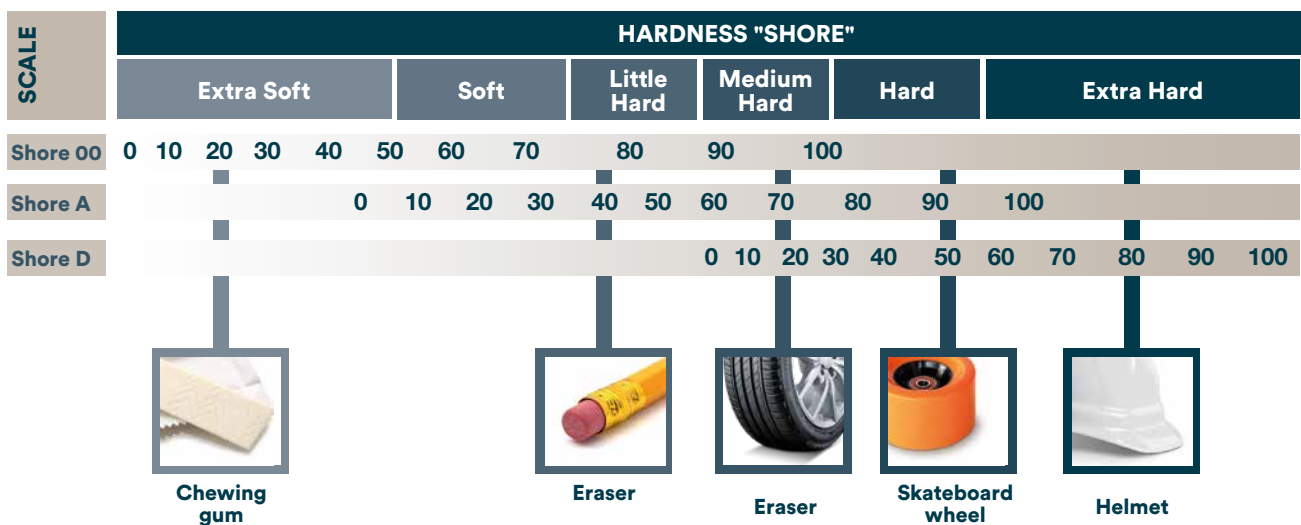 SCALE
HARDNESS "SHORE"
Extra Soft
Soft
Little
Hard
Medium
Hard
Hard
Extra Hard
Shore 00 0 10 20 30 40 50 60 70 80 90 100
Shore A 0 10 20 30 40 50 60 70 80 90 100
Shore D 0 10 20 30 40 50 60 70 80 90 100
Chewing
gum
Eraser
Eraser
Skateboard
wheel
Helmet